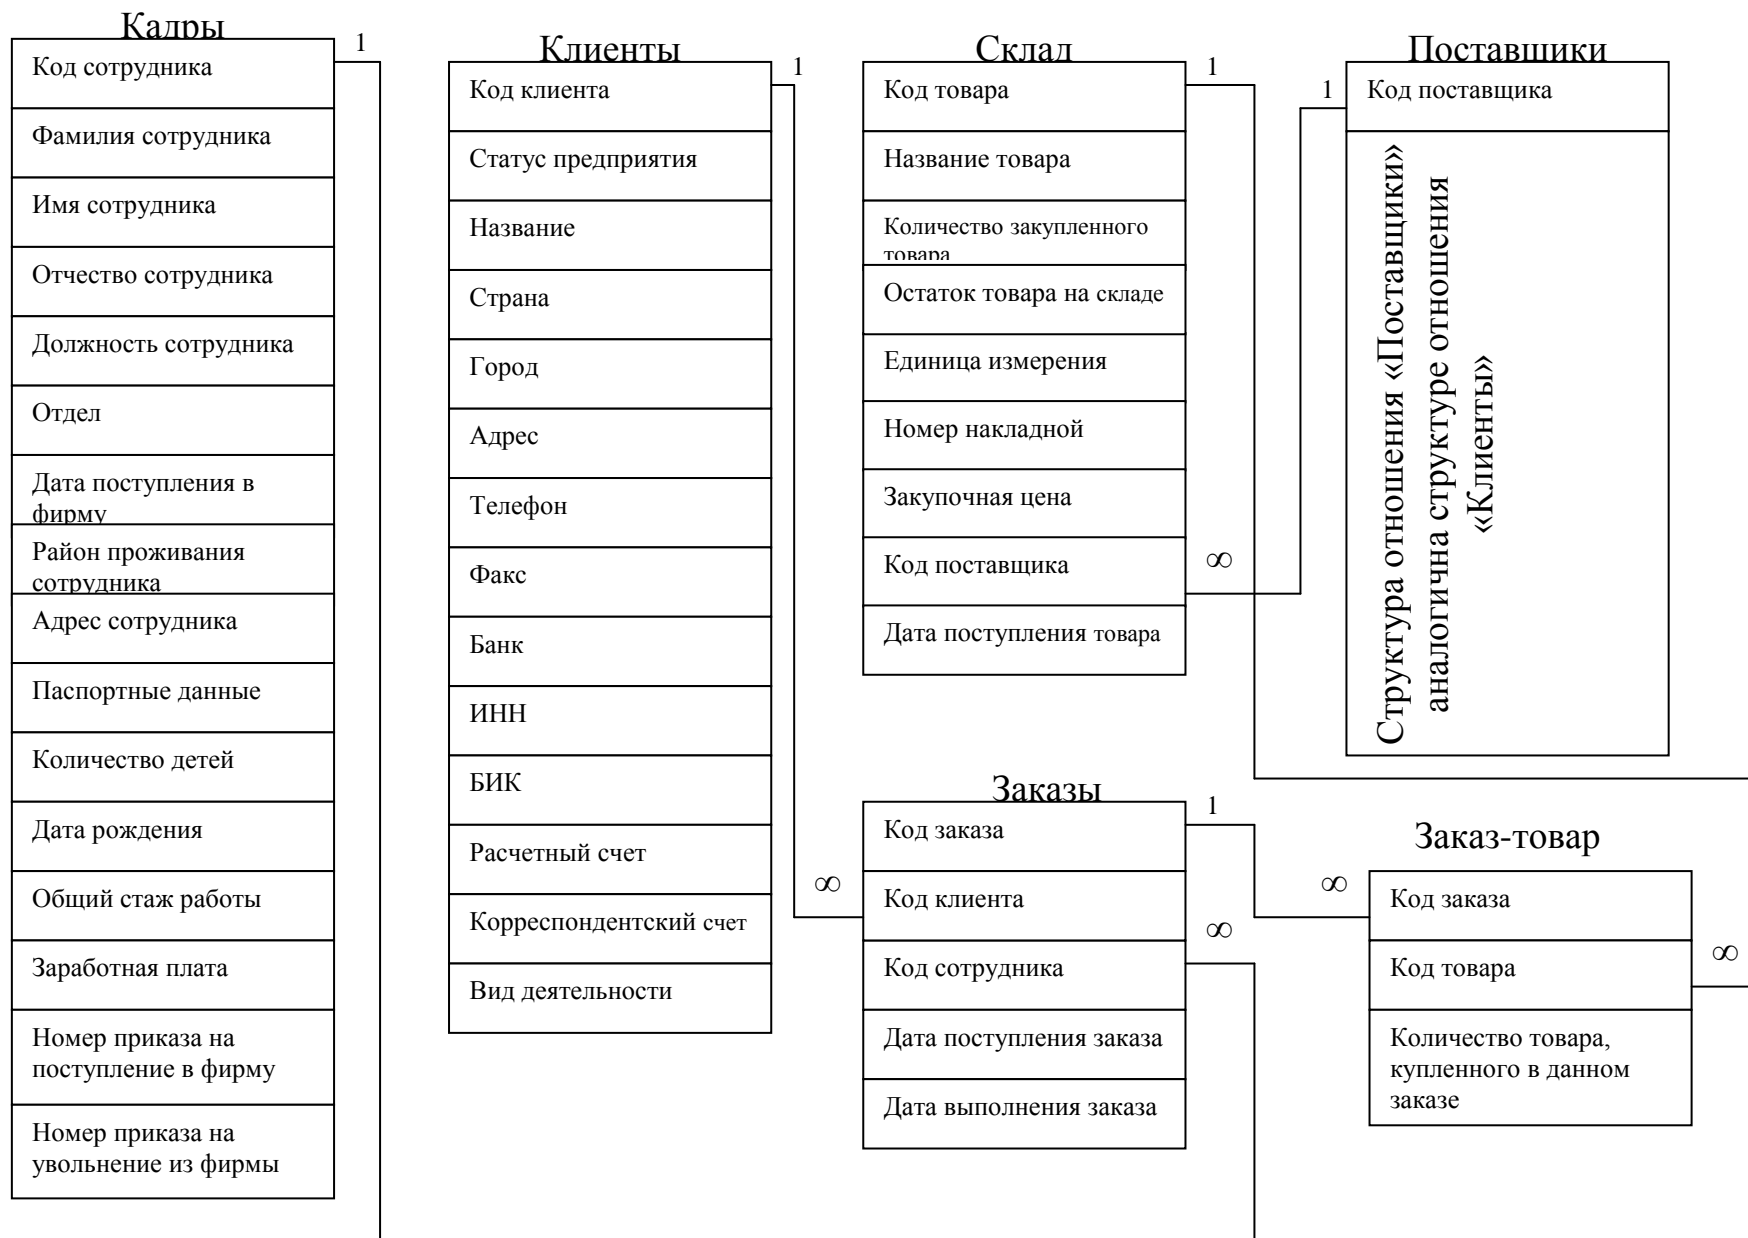 Кадры
1
Код сотрудника
Фамилия сотрудника
Имя сотрудника
Отчество сотрудника
Должность сотрудника
Отдел
Дата поступления в
фирму
Район проживания
сотрудника
Адрес сотрудника
Паспортные данные
Количество детей
Дата рождения
Общий стаж работы
Заработная плата
Номер приказа на
поступление в фирму
Номер приказа на
увольнение из фирмы
Клиенты
1
Код клиента
Статус предприятия
Название
Страна
Город
Адрес
Телефон
Факс
Банк
ИНН
БИК
Расчетный счет
Корреспондентский счет
Вид деятельности
Склад
1
Код товара
Название товара
Количество закупленного
товара
Остаток товара на складе
Единица измерения
Номер накладной
Закупочная цена
Код поставщика
∞
Дата поступления товара
Поставщики
1
Код поставщика
Структура отношения «Поставщики»
аналогична структуре отношения
«Клиенты»
Заказы
1
Код заказа
∞
Код клиента
∞
Код сотрудника
Дата поступления заказа
Дата выполнения заказа
Заказ-товар
∞
Код заказа
∞
Код товара
Количество товара,
купленного в данном
заказе